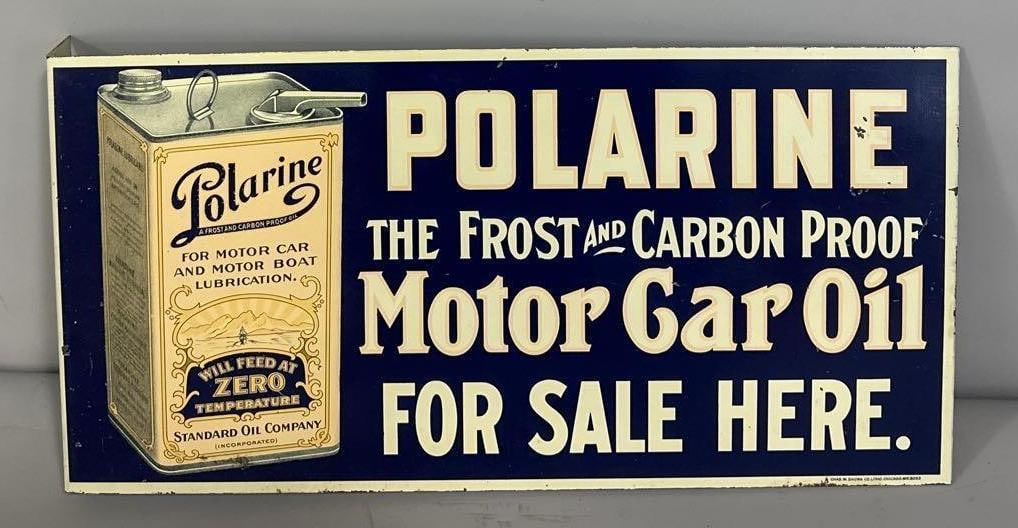 Polarine
A FROST AND CARBON PROOF OIL
FOR MOTOR CAR
AND MOTOR BOAT
LUBRICATION.
WILL FEED AT
ZERO
TEMPERATURE
STANDARD OIL COMPANY
(INCORPORATED)
POLARINE
THE FROST AND CARBON PROOF
Motor Car Oil
FOR SALE HERE.